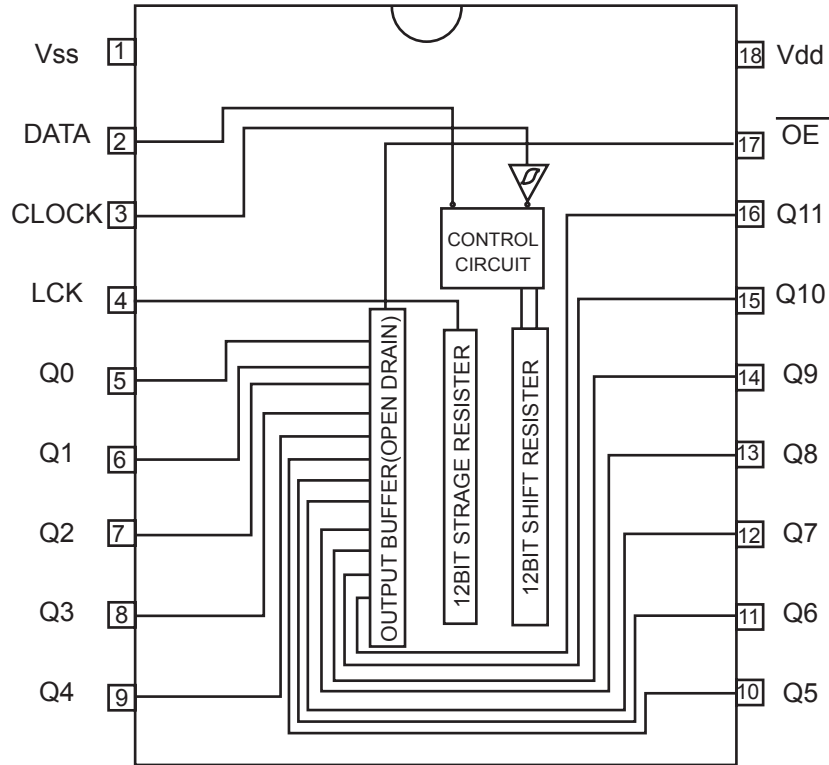 Vss 1
18 Vdd
DATA 2
17 OE
CLOCK 3
16 Q11
CONTROL
CIRCUIT
LCK 4
15 Q10
Q0 5
14 Q9
Q1 6
13 Q8
Q2 7
12 Q7
Q3 8
11 Q6
Q4 9
10 Q5
OUTPUT BUFFER(OPEN DRAIN)
12BIT STRAGE RESISTER
12BIT SHIFT RESISTER